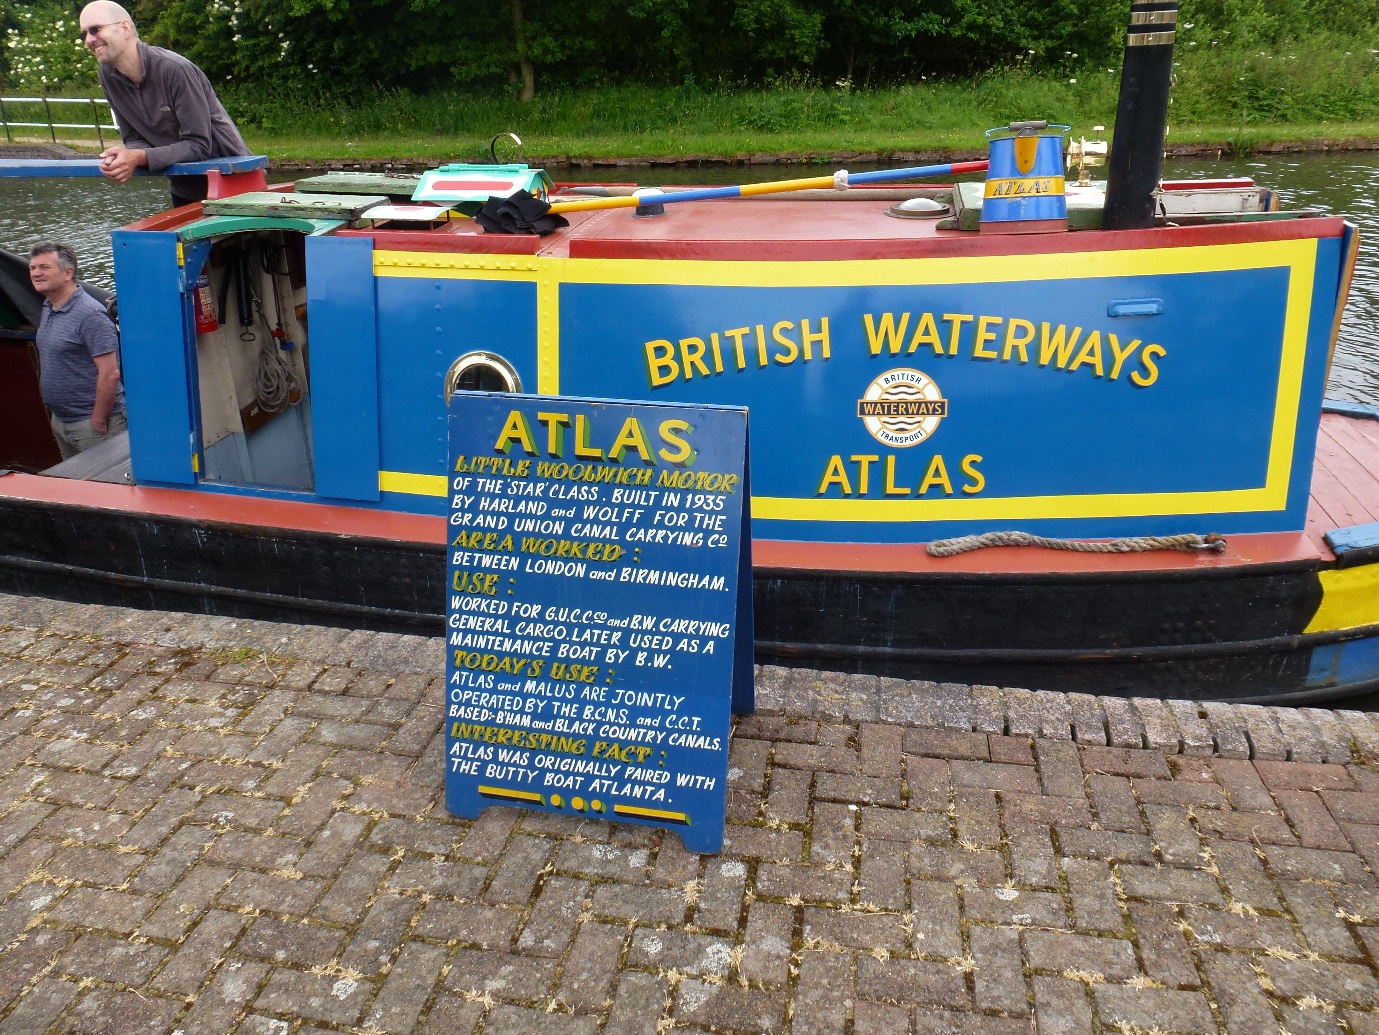 ATLAS
BRITISH WATERWAYS
BRITISH
WATERWAYS
TRANSPORT
ATLAS
ATLAS
LITTLE WOOLWICH MOTOR
OF THE 'STAR' CLASS. BUILT IN 1935
BY HARLAND and WOLFF FOR THE
GRAND UNION CANAL CARRYING Co
AREA WORKED :
BETWEEN LONDON and BIRMINGHAM.
USE :
WORKED FOR G.U.C.C.Co and B.W. CARRYING
GENERAL CARGO. LATER USED AS A
MAINTENANCE BOAT BY B.W.
TODAY'S USE :
ATLAS and MALUS ARE JOINTLY
OPERATED BY THE B.C.N.S. and C.C.T.
BASED:- B'HAM and BLACK COUNTRY CANALS.
INTERESTING FACT :
ATLAS WAS ORIGINALLY PAIRED WITH
THE BUTTY BOAT ATLANTA.